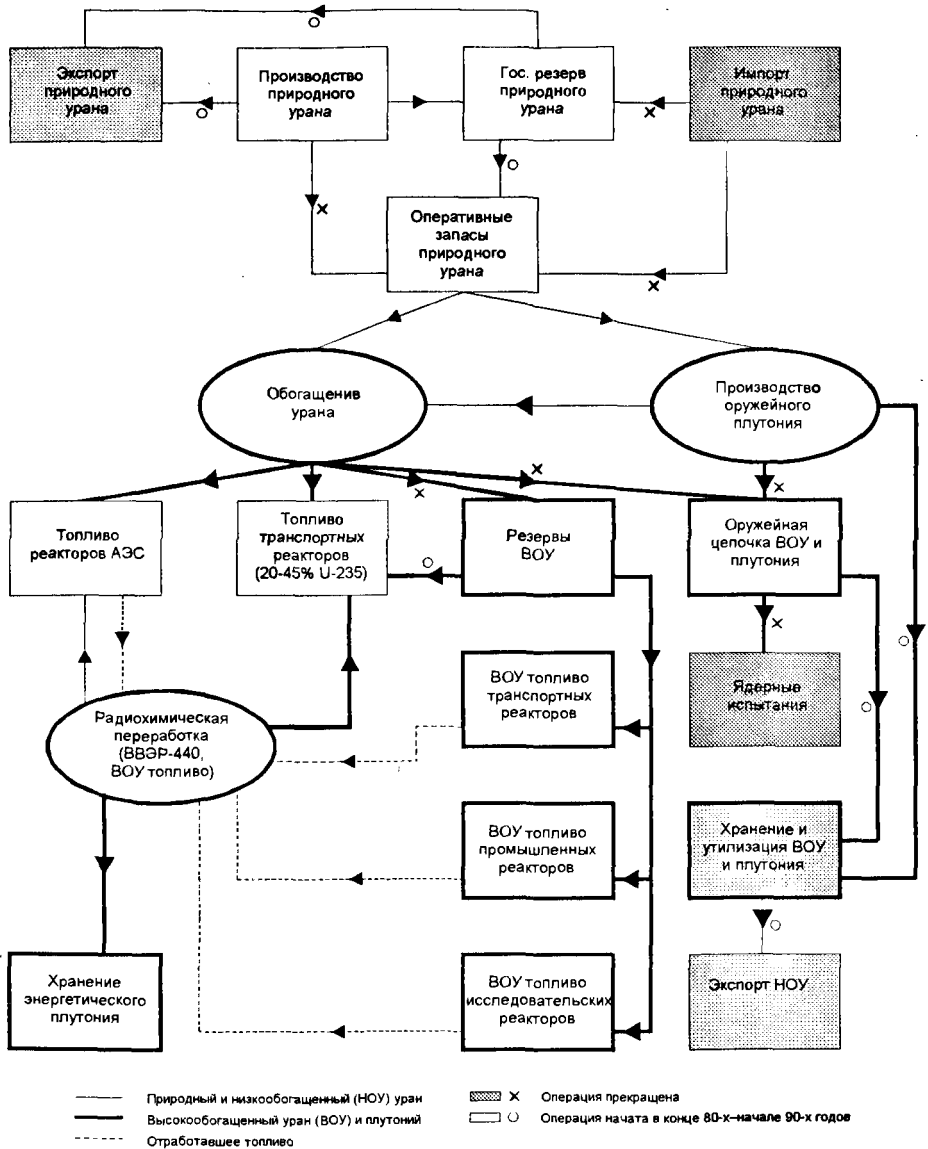 Экспорт
природного
урана
Производство
природного
урана
Гос. резерв
природного
урана
Импорт
природного
урана
Оперативные
запасы
природного
урана
Обогащенив
урана
Производство
оружейного
плутония
Топливо
реакторов АЭС
Топливо
транспортных
реакторов
(20-45% U-235)
Резервы
ВОУ
Оружейная
цепочка ВОУ и
плутония
ВОУ топливо
транспортных
реакторов
Ядерные
испытания
Радиохимическая
переработка
(ВВЭР-440,
ВОУ топливо)
ВОУ топливо
промышленных
реакторов
Хранение и
утилизация ВОУ
и плутония
Хранение
энергетического
плутония
ВОУ топливо
исследовательских
реакторов
Экспорт НОУ
Природный и низкообогащенный (НОУ) уран
Высокообогащенный уран (ВОУ) и плутоний
Отработавшее топливо
Операция прекращена
Операция начата в конце 80-х–начале 90-х годов